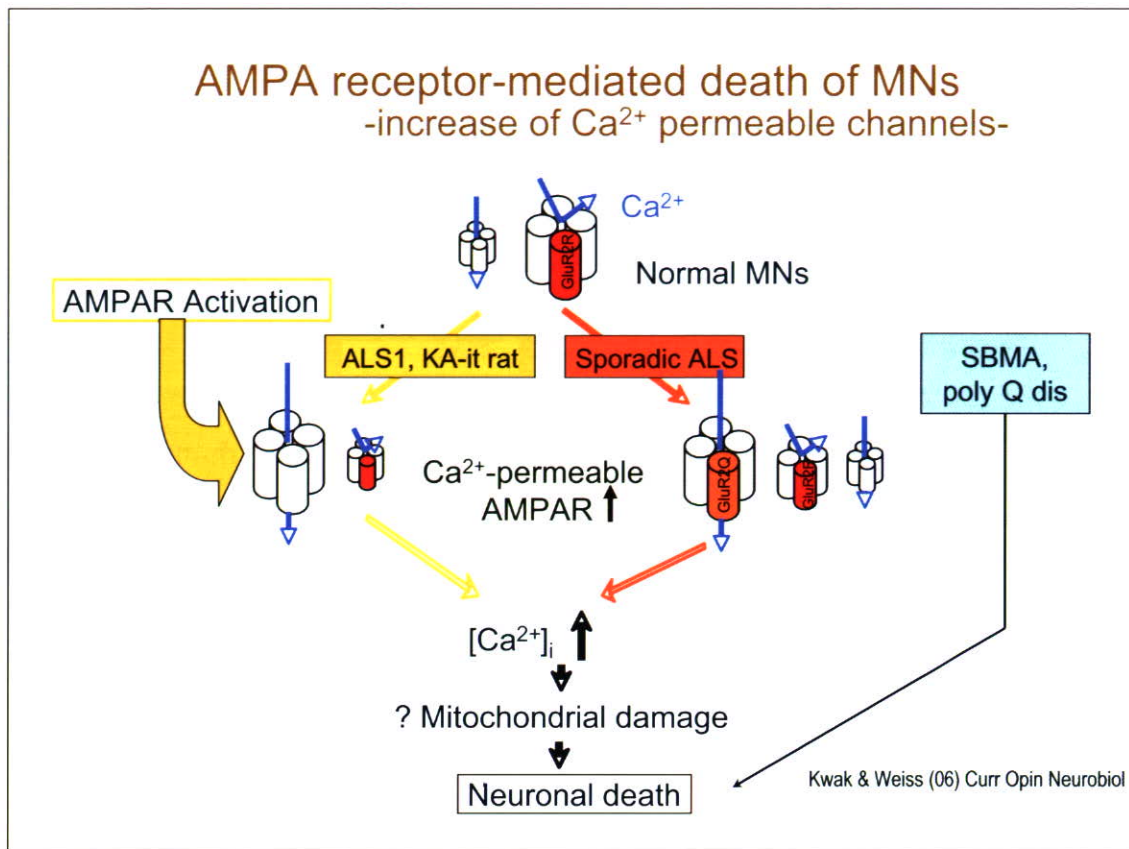 AMPA receptor-mediated death of MNs
-increase of Ca²⁺ permeable channels-
Ca²⁺
GluR2R
Normal MNs
AMPAR Activation
ALS1, KA-it rat
Sporadic ALS
SBMA,
poly Q dis
Ca²⁺-permeable
AMPAR
GluR2Q
GluR2R
[Ca²⁺]i
? Mitochondrial damage
Neuronal death
Kwak & Weiss (06) Curr Opin Neurobiol